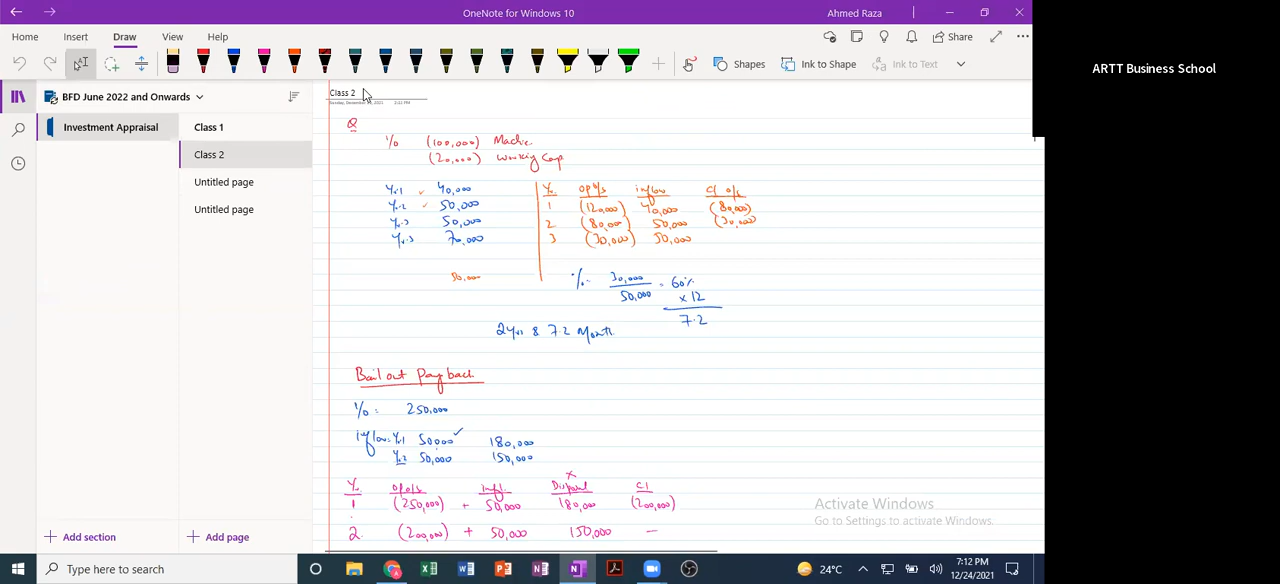 OneNote for Windows 10
Ahmed Raza
Home Insert Draw View Help
Share
Shapes Ink to Shape Ink to Text
ARTT Business School
BFD June 2022 and Onwards
Investment Appraisal
Class 1
Class 2
Untitled page
Untitled page
Add section
Add page
Class 2
2021
Q
(100,000)
(20,000) Working Cap
Yr.1 40,000
Yr.2 50,000
Yr.3 50,000
Yr.3 70,000
50,000
Yr. Op b/s inflow Cl o/s
1 (120,000) 40,000 (80,000)
2 (80,000) 50,000 (30,000)
3 (30,000) 50,000
30,000
50,000
= 60%
x 12
7.2
2 Yrs & 7.2 Month
Bail out Payback
250,000
Inflow: Yr.1 50,000 180,000
Yr.2 50,000 150,000
x
Yr. Infl. Disposal Cl
1 (250,000) + 50,000 180,000 (200,000)
2. (200,000) + 50,000 150,000 —
Activate Windows
Go to Settings to activate Windows.
Type here to search
24°C
7:12 PM
12/24/2021